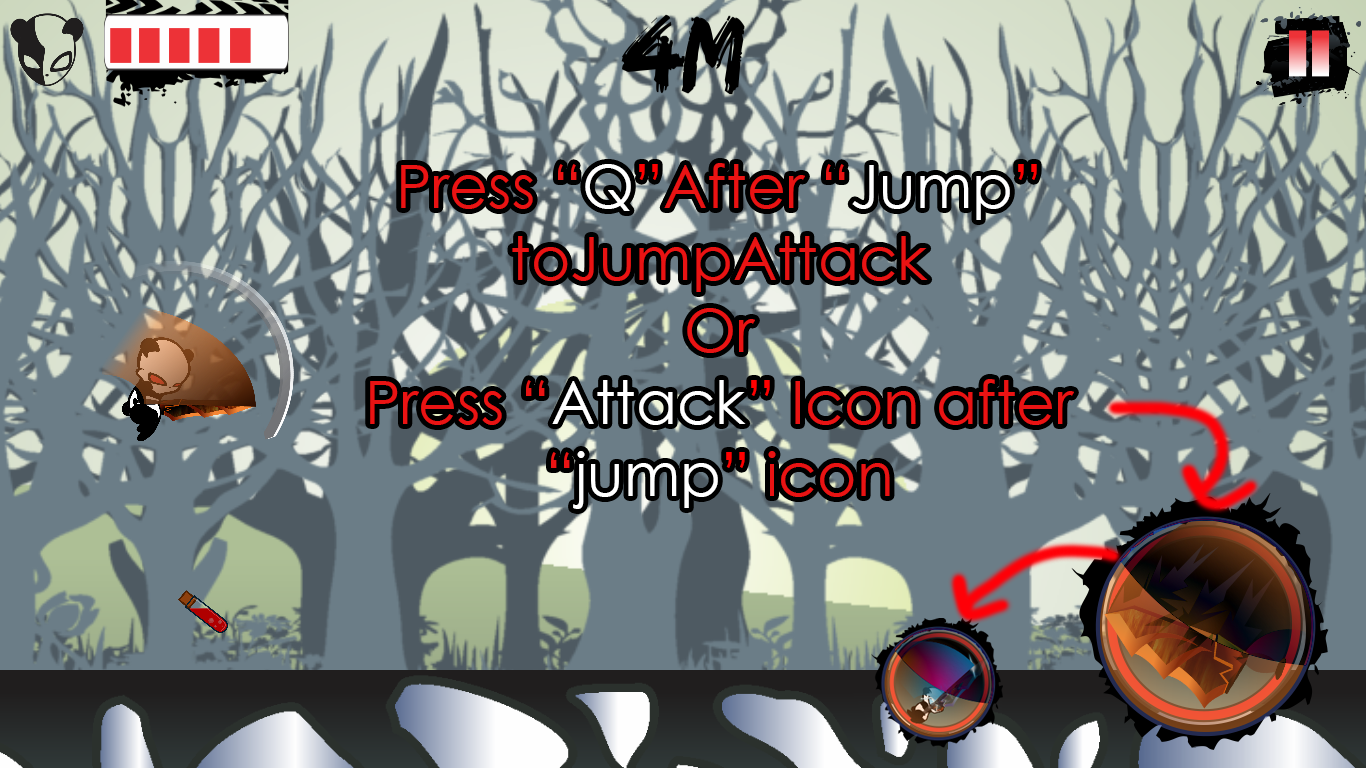 4M
Press “Q”After “Jump”
toJumpAttack
Or
Press “Attack” Icon after
“jump” icon